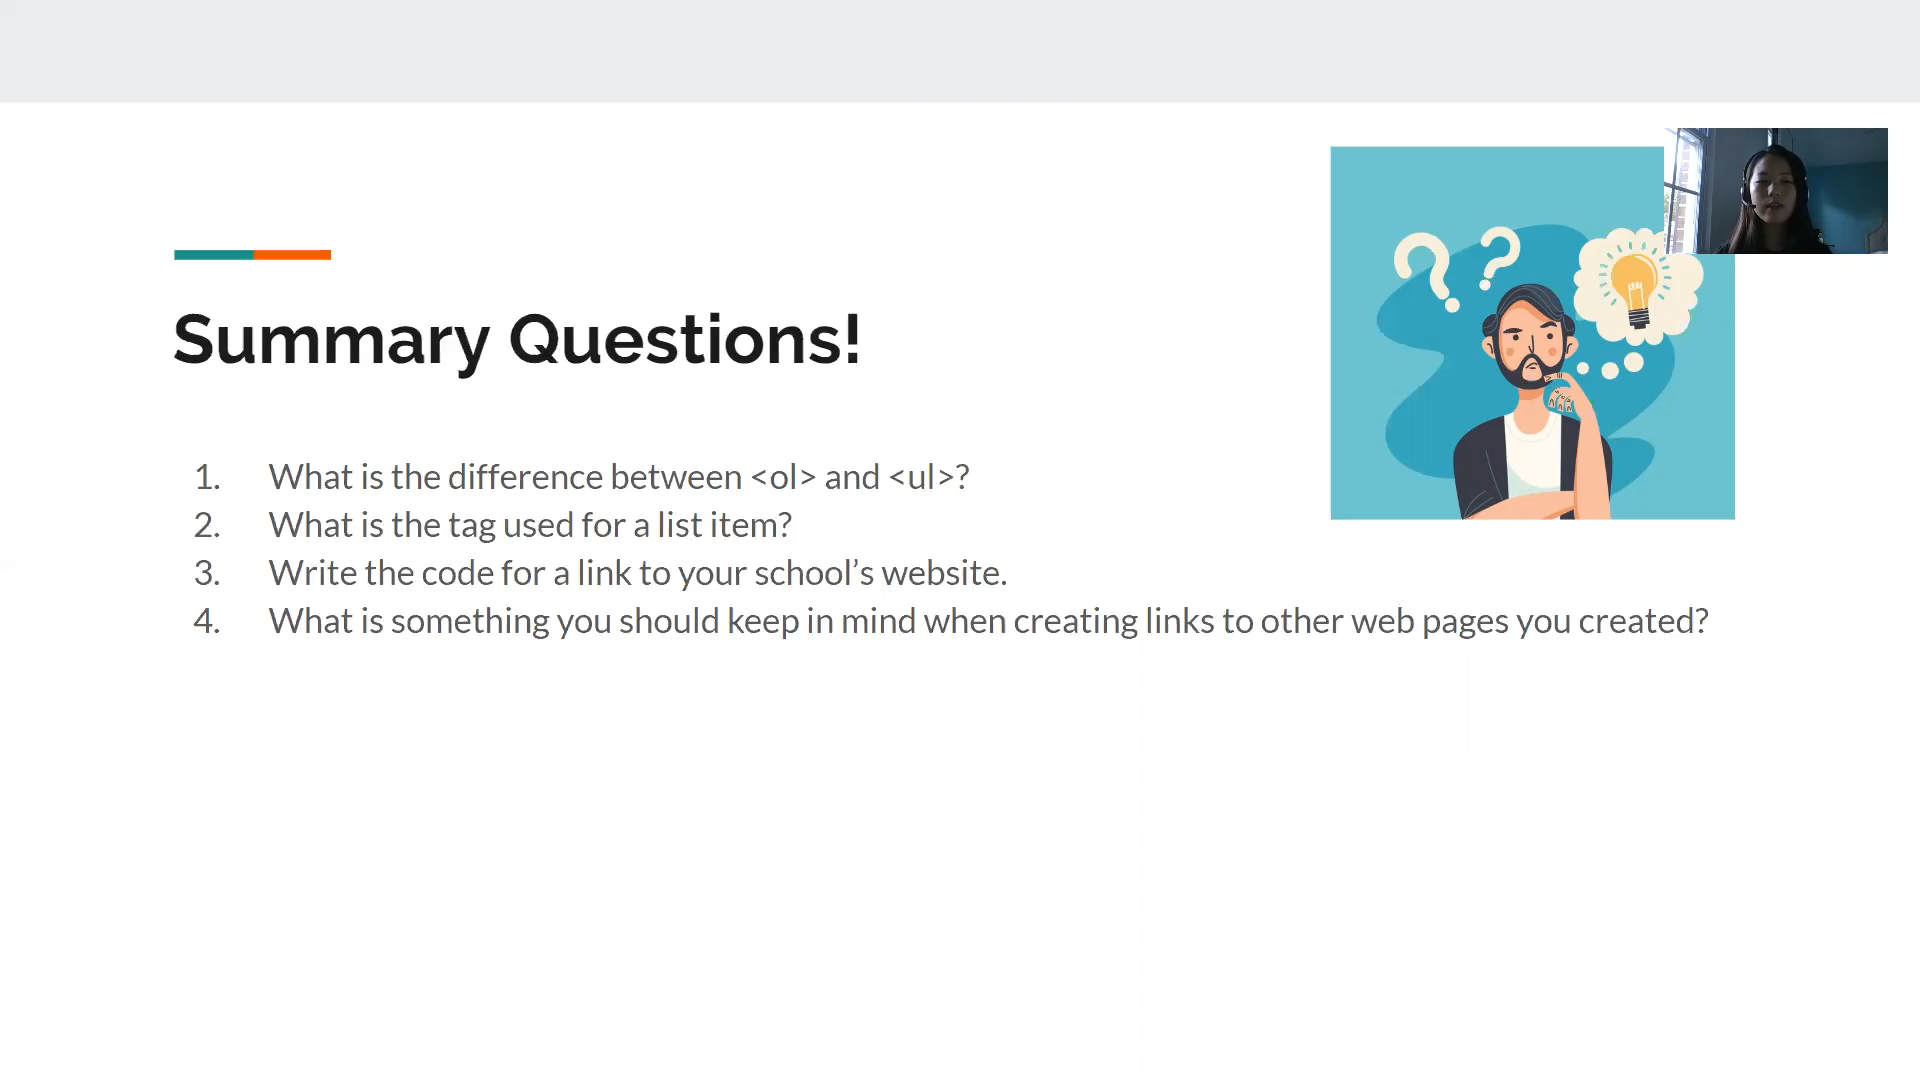 Summary Questions!
1. What is the difference between <ol> and <ul>?
2. What is the tag used for a list item?
3. Write the code for a link to your school’s website.
4. What is something you should keep in mind when creating links to other web pages you created?